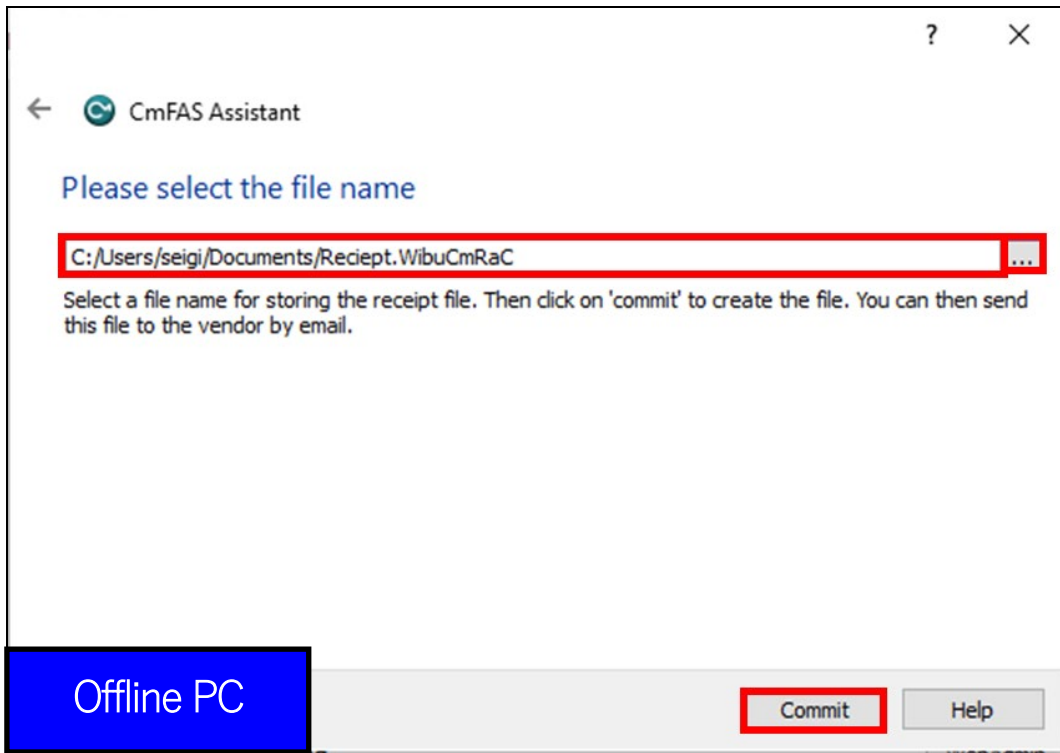 ?
CmFAS Assistant
Please select the file name
C:/Users/seigi/Documents/Reciept.WibuCmRaC
...
Select a file name for storing the receipt file. Then click on 'commit' to create the file. You can then send
this file to the vendor by email.
Offline PC
Commit
Help